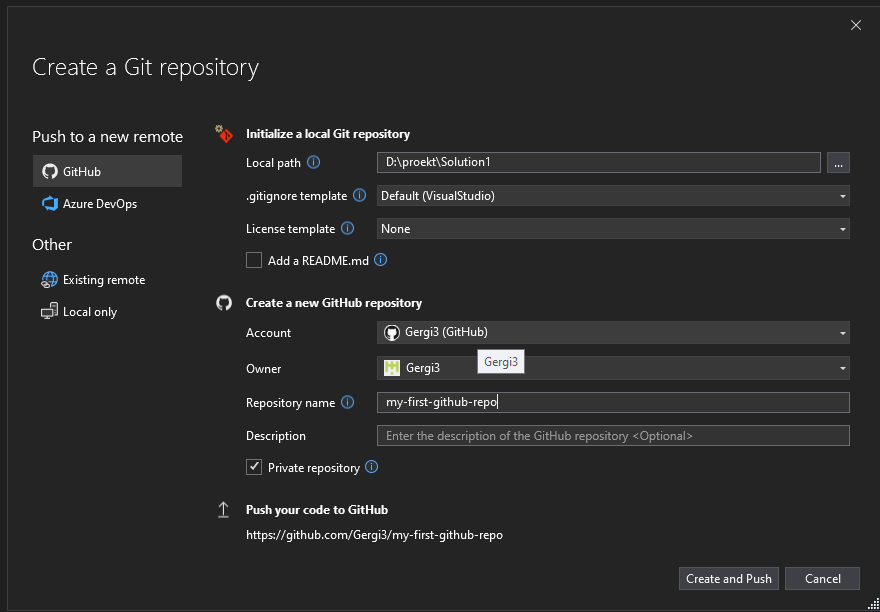 Create a Git repository
Push to a new remote
GitHub
Azure DevOps
Other
Existing remote
Local only
Initialize a local Git repository
Local path D:\proekt\Solution1 ...
.gitignore template Default (VisualStudio)
License template None
Add a README.md
Create a new GitHub repository
Account Gergi3 (GitHub)
Gergi3
Owner Gergi3
Repository name my-first-github-repo
Description Enter the description of the GitHub repository <Optional>
Private repository
Push your code to GitHub
https://github.com/Gergi3/my-first-github-repo
Create and Push Cancel